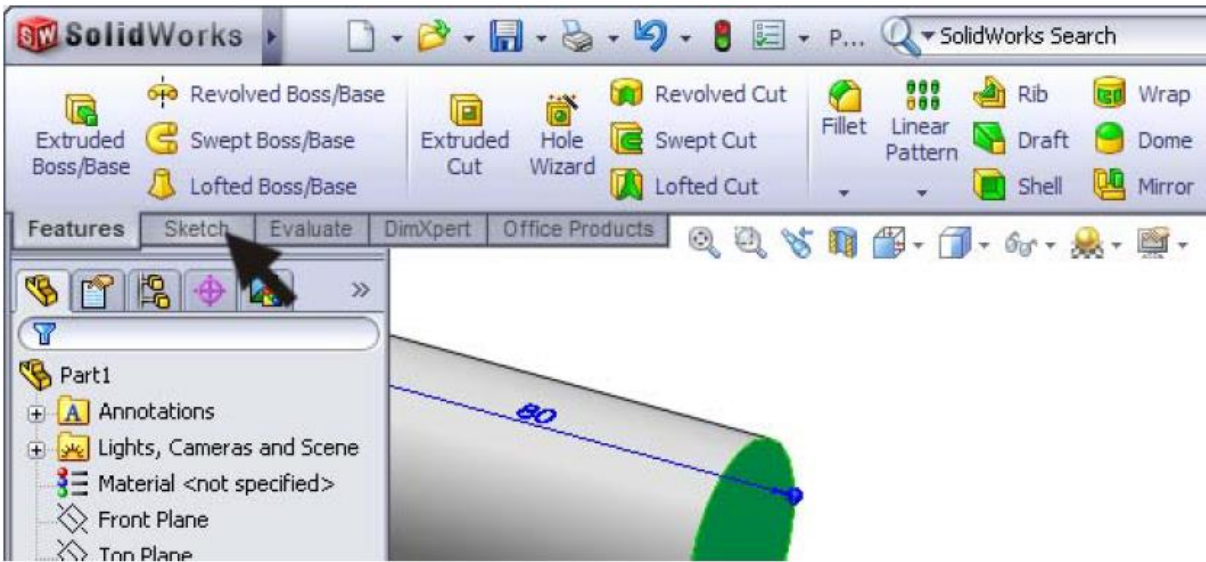 SolidWorks
P...
SolidWorks Search
Extruded Boss/Base
Revolved Boss/Base
Swept Boss/Base
Lofted Boss/Base
Extruded Cut
Hole Wizard
Revolved Cut
Swept Cut
Lofted Cut
Fillet
Linear Pattern
Rib
Draft
Shell
Wrap
Dome
Mirror
Features
Sketch
Evaluate
DimXpert
Office Products
Part1
Annotations
Lights, Cameras and Scene
Material <not specified>
Front Plane
Top Plane
80